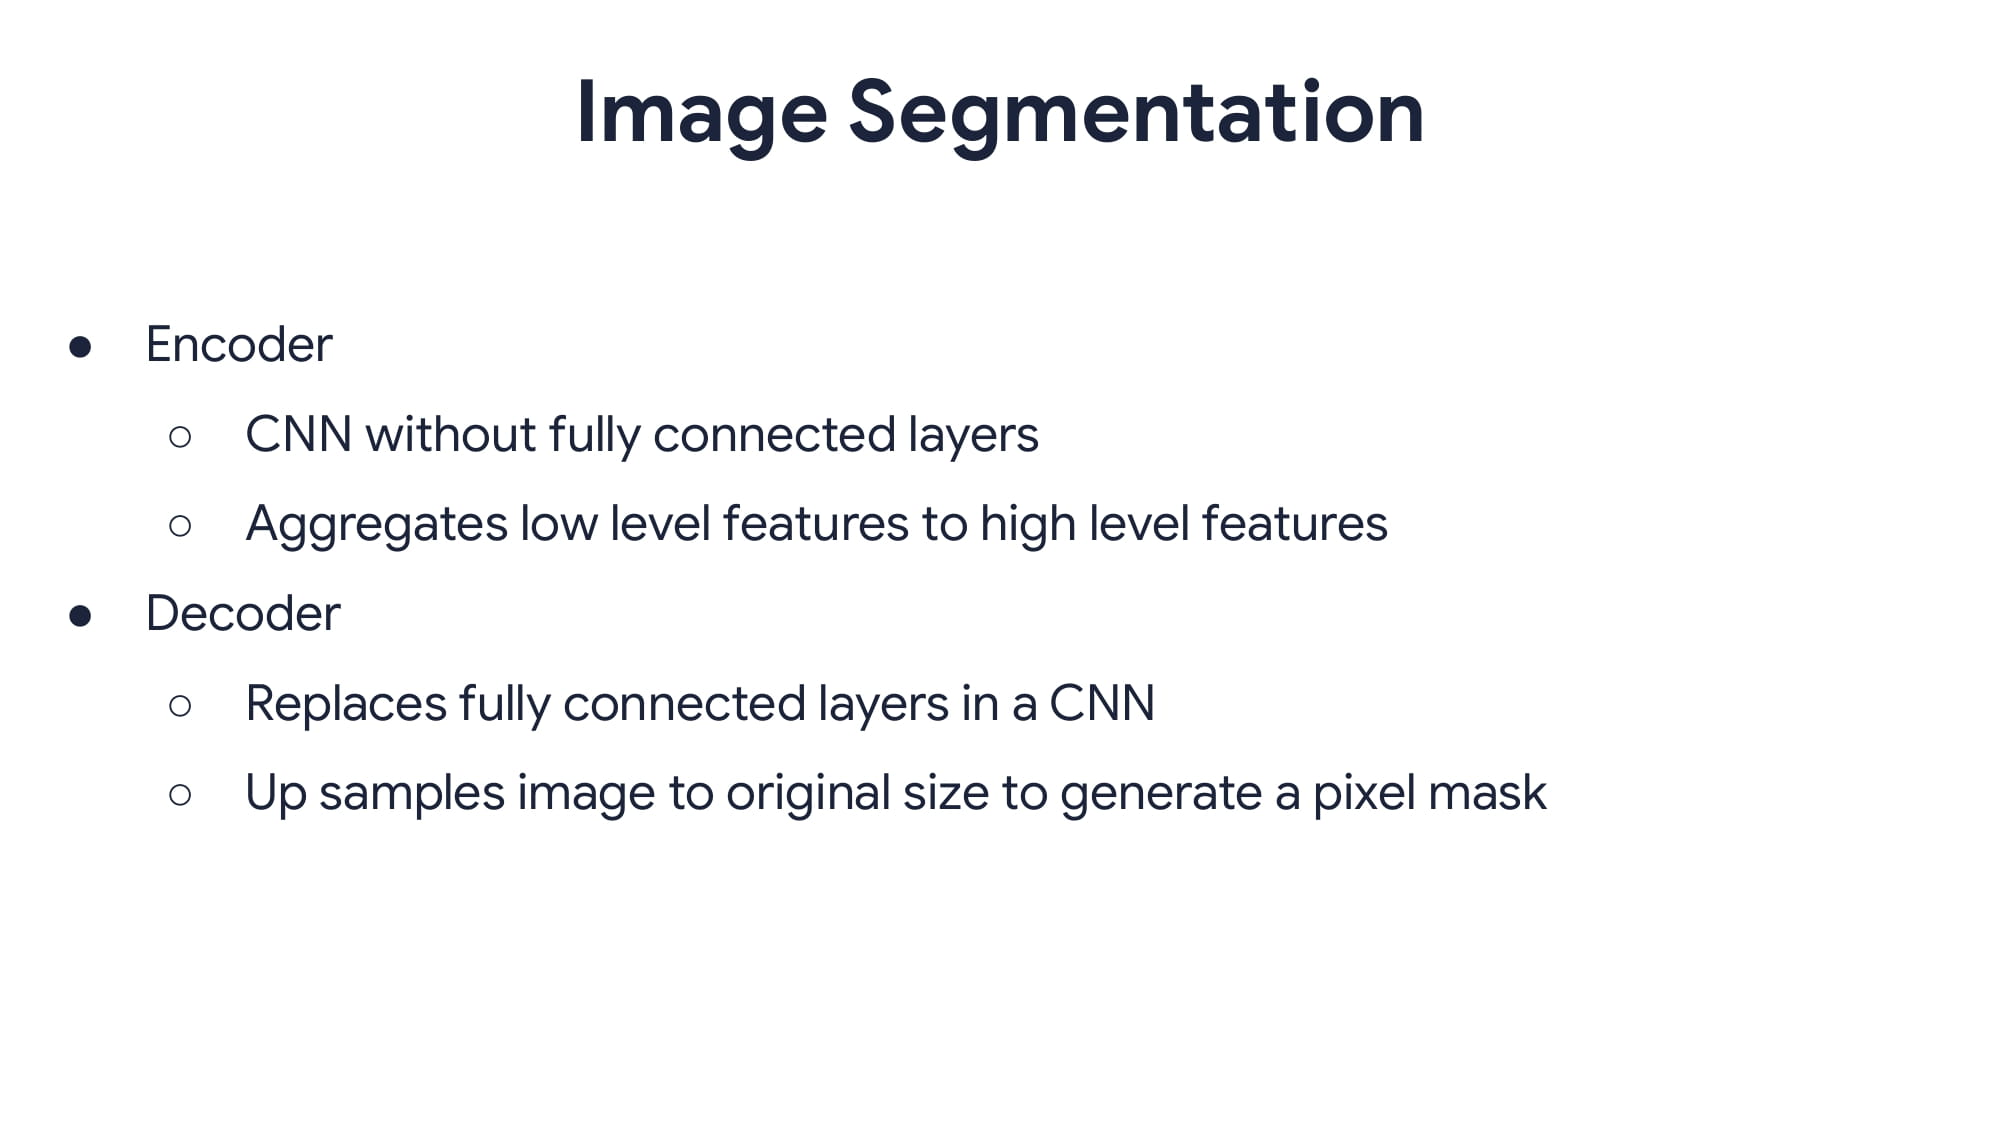 Image Segmentation
● Encoder
○ CNN without fully connected layers
○ Aggregates low level features to high level features
● Decoder
○ Replaces fully connected layers in a CNN
○ Up samples image to original size to generate a pixel mask